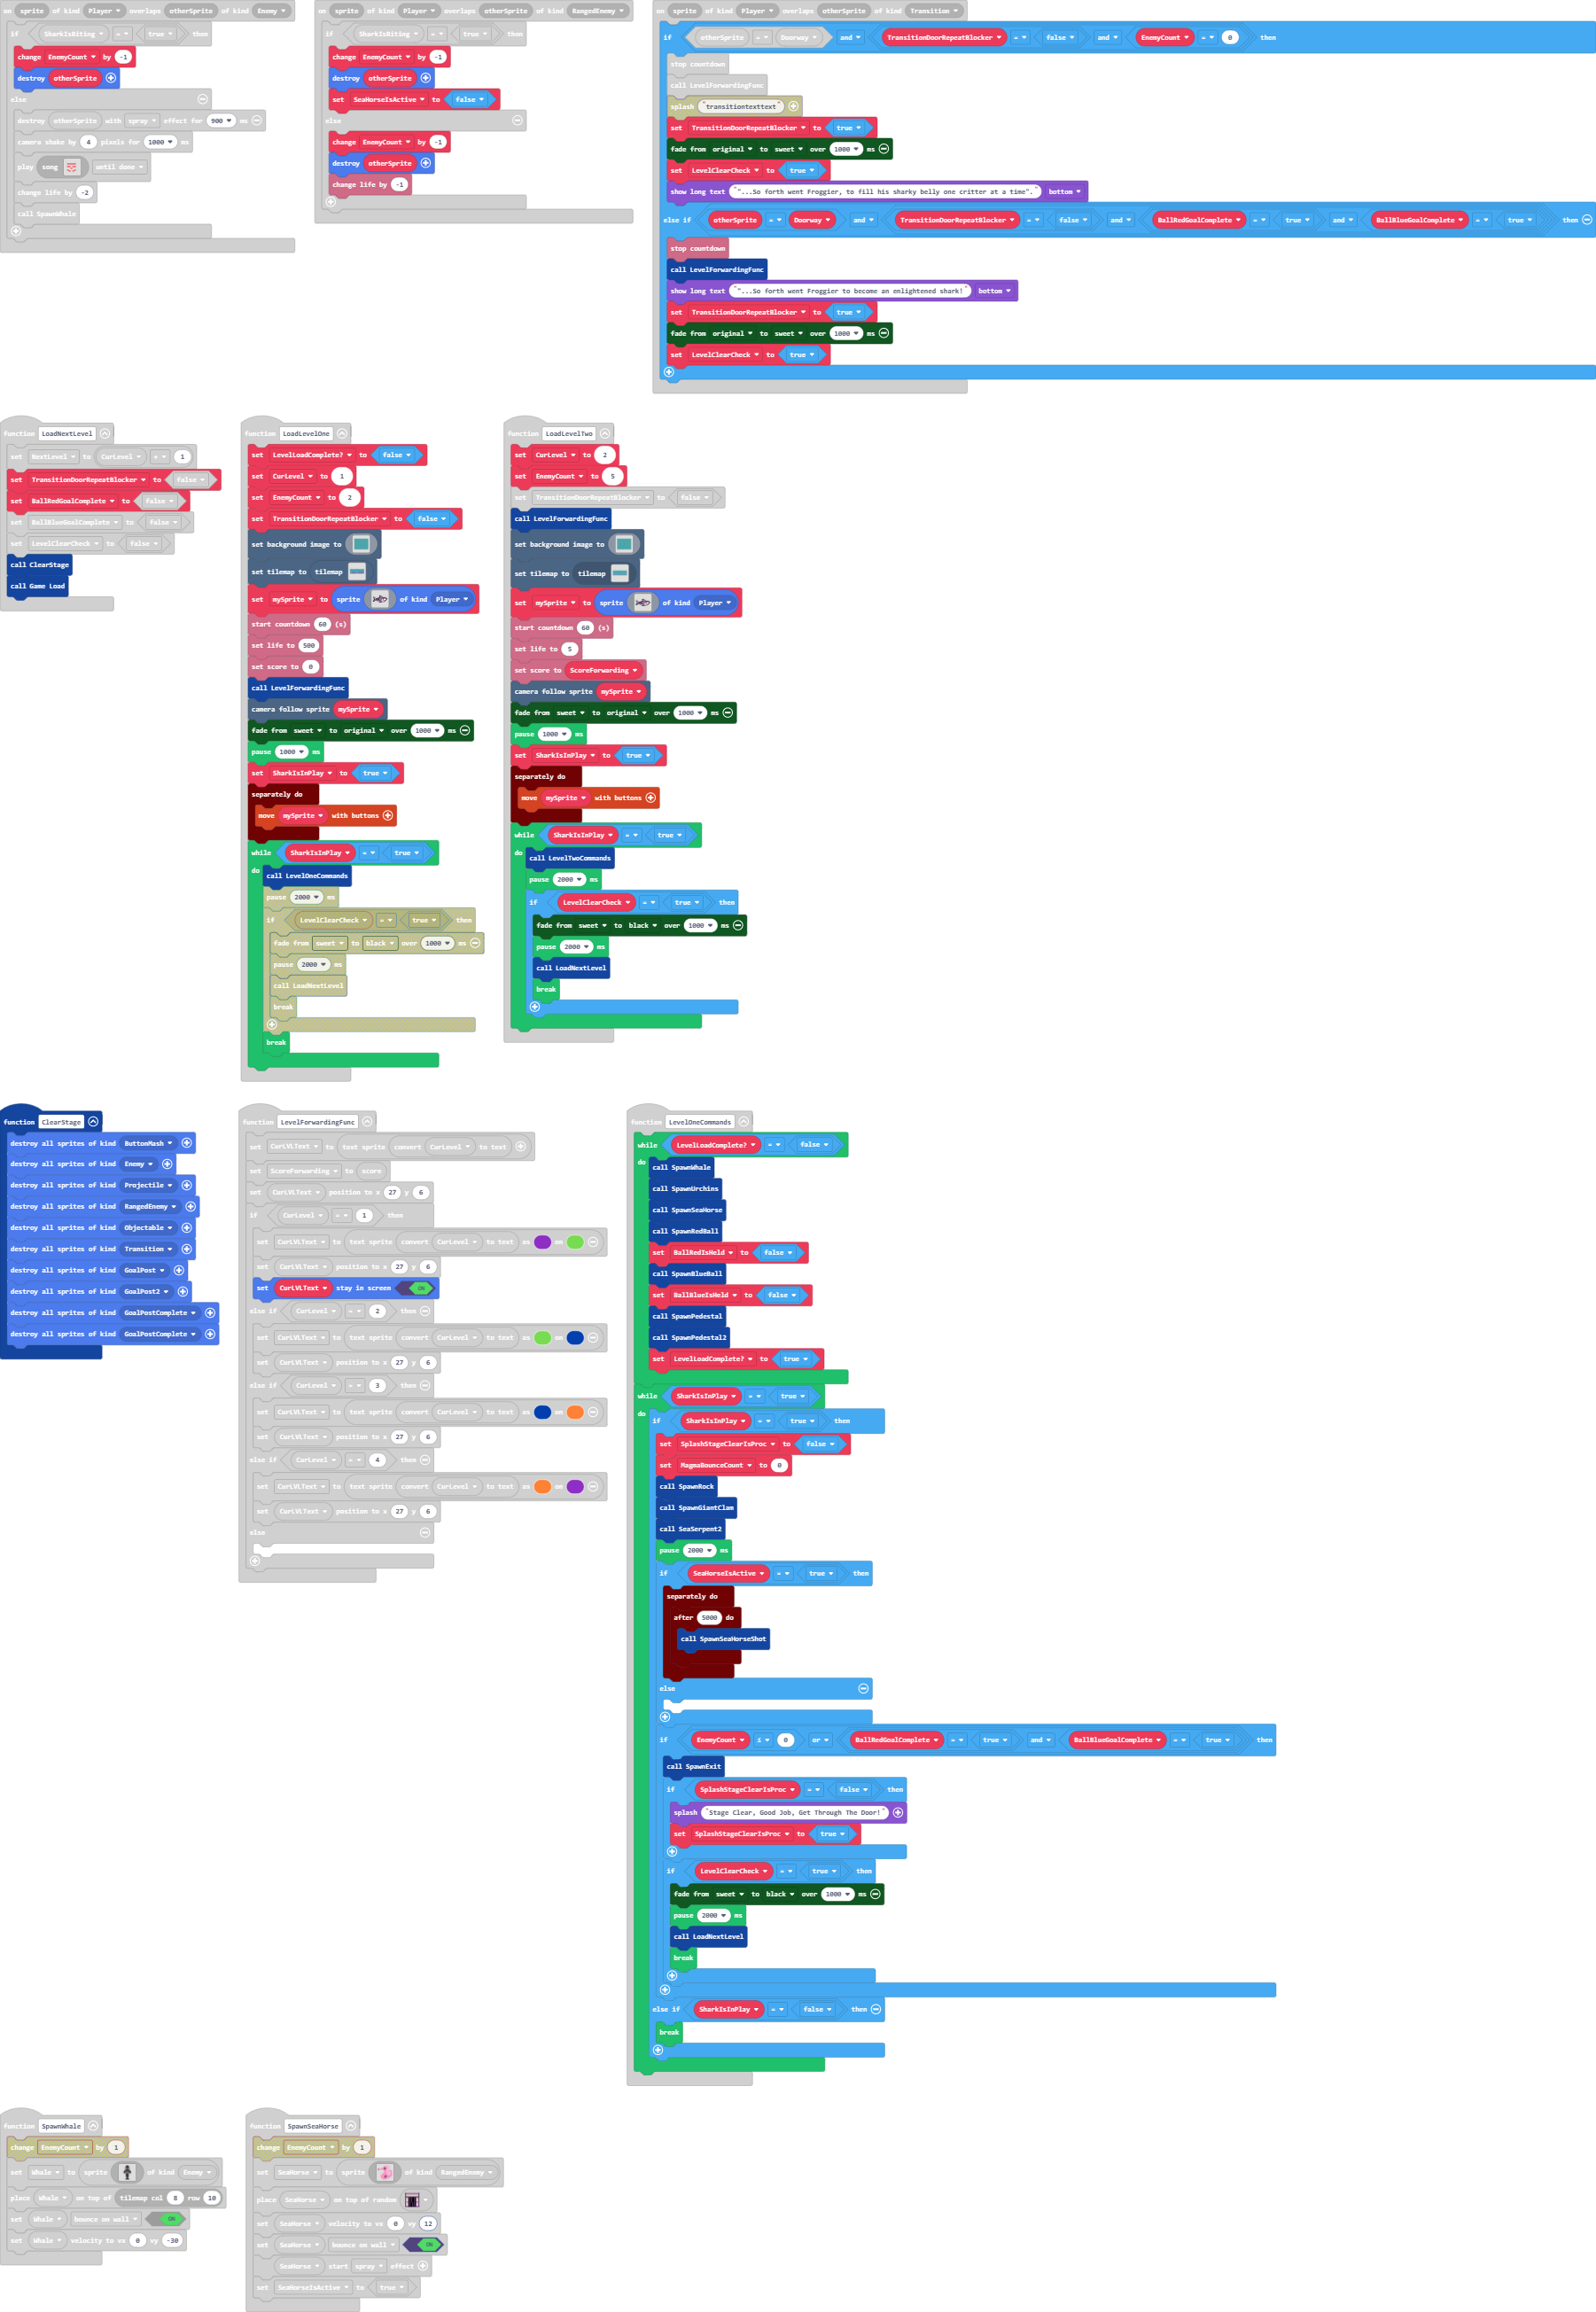 on sprite of kind Player overlaps otherSprite of kind Enemy
if SharkIsBiting = true then
change EnemyCount by -1
destroy otherSprite
else
destroy otherSprite with spray effect for 900 ms
camera shake by 4 pixels for 1000 ms
play song until done
change life by -2
call SpawnWhale
on sprite of kind Player overlaps otherSprite of kind RangedEnemy
if SharkIsBiting = true then
change EnemyCount by -1
destroy otherSprite
set SeaHorseIsActive to false
else
change EnemyCount by -1
destroy otherSprite
change life by -1
on sprite of kind Player overlaps otherSprite of kind Transition
if otherSprite = Doorway and TransitionDoorRepeatBlocker = false and EnemyCount = 0 then
stop countdown
call LevelForwardingFunc
splash "transitiontexttext"
set TransitionDoorRepeatBlocker to true
fade from original to sweet over 1000 ms
set LevelClearCheck to true
show long text ""...So forth went Froggier, to fill his sharky belly one critter at a time"." bottom
else if otherSprite = Doorway and TransitionDoorRepeatBlocker = false and BallRedGoalComplete = true and BallBlueGoalComplete = true then
stop countdown
call LevelForwardingFunc
show long text ""...So forth went Froggier to become an enlightened shark!" bottom
set TransitionDoorRepeatBlocker to true
fade from original to sweet over 1000 ms
set LevelClearCheck to true
function LoadNextLevel
set NextLevel to CurLevel + 1
set TransitionDoorRepeatBlocker to false
set BallRedGoalComplete to false
set BallBlueGoalComplete to false
set LevelClearCheck to false
call ClearStage
call Game Load
function LoadLevelOne
set LevelLoadComplete? to false
set CurLevel to 1
set EnemyCount to 2
set TransitionDoorRepeatBlocker to false
set background image to
set tilemap to tilemap
set mySprite to sprite of kind Player
start countdown 60 (s)
set life to 500
set score to 0
call LevelForwardingFunc
camera follow sprite mySprite
fade from sweet to original over 1000 ms
pause 1000 ms
set SharkIsInPlay to true
separately do
move mySprite with buttons
while SharkIsInPlay = true
do call LevelOneCommands
pause 2000 ms
if LevelClearCheck = true then
fade from sweet to black over 1000 ms
pause 2000 ms
call LoadNextLevel
break
break
function LoadLevelTwo
set CurLevel to 2
set EnemyCount to 5
set TransitionDoorRepeatBlocker to false
call LevelForwardingFunc
set background image to
set tilemap to tilemap
set mySprite to sprite of kind Player
start countdown 60 (s)
set life to 5
set score to ScoreForwarding
camera follow sprite mySprite
fade from sweet to original over 1000 ms
pause 1000 ms
set SharkIsInPlay to true
separately do
move mySprite with buttons
while SharkIsInPlay = true
do call LevelTwoCommands
pause 2000 ms
if LevelClearCheck = true then
fade from sweet to black over 1000 ms
pause 2000 ms
call LoadNextLevel
break
function ClearStage
destroy all sprites of kind ButtonMash
destroy all sprites of kind Enemy
destroy all sprites of kind Projectile
destroy all sprites of kind RangedEnemy
destroy all sprites of kind Objectable
destroy all sprites of kind Transition
destroy all sprites of kind GoalPost
destroy all sprites of kind GoalPost2
destroy all sprites of kind GoalPostComplete
destroy all sprites of kind GoalPostComplete
function LevelForwardingFunc
set CurLVLText to text sprite convert CurLevel to text
set ScoreForwarding to score
set CurLVLText position to x 27 y 6
if CurLevel = 1 then
set CurLVLText to text sprite convert CurLevel to text as on
set CurLVLText position to x 27 y 6
set CurLVLText stay in screen ON
else if CurLevel = 2 then
set CurLVLText to text sprite convert CurLevel to text as on
set CurLVLText position to x 27 y 6
else if CurLevel = 3 then
set CurLVLText to text sprite convert CurLevel to text as on
set CurLVLText position to x 27 y 6
else if CurLevel = 4 then
set CurLVLText to text sprite convert CurLevel to text as on
set CurLVLText position to x 27 y 6
else
function LevelOneCommands
while LevelLoadComplete? = false
do call SpawnWhale
call SpawnUrchins
call SpawnSeaHorse
call SpawnRedBall
set BallRedIsHeld to false
call SpawnBlueBall
set BallBlueIsHeld to false
call SpawnPedestal
call SpawnPedestal2
set LevelLoadComplete? to true
while SharkIsInPlay = true
do if SharkIsInPlay = true then
set SplashStageClearIsProc to false
set MagmaBounceCount to 0
call SpawnRock
call SpawnGiantClam
call SeaSerpent2
pause 2000 ms
if SeaHorseIsActive = true then
separately do
after 5000 do
call SpawnSeaHorseShot
else
if EnemyCount ≤ 0 or BallRedGoalComplete = true and BallBlueGoalComplete = true then
call SpawnExit
if SplashStageClearIsProc = false then
splash "Stage Clear, Good Job, Get Through The Door!"
set SplashStageClearIsProc to true
if LevelClearCheck = true then
fade from sweet to black over 1000 ms
pause 2000 ms
call LoadNextLevel
break
else if SharkIsInPlay = false then
break
function SpawnWhale
change EnemyCount by 1
set Whale to sprite of kind Enemy
place Whale on top of tilemap col 8 row 10
set Whale bounce on wall ON
set Whale velocity to vx 0 vy -30
function SpawnSeaHorse
change EnemyCount by 1
set SeaHorse to sprite of kind RangedEnemy
place SeaHorse on top of random
set SeaHorse velocity to vx 0 vy 12
set SeaHorse bounce on wall ON
SeaHorse start spray effect
set SeaHorseIsActive to true